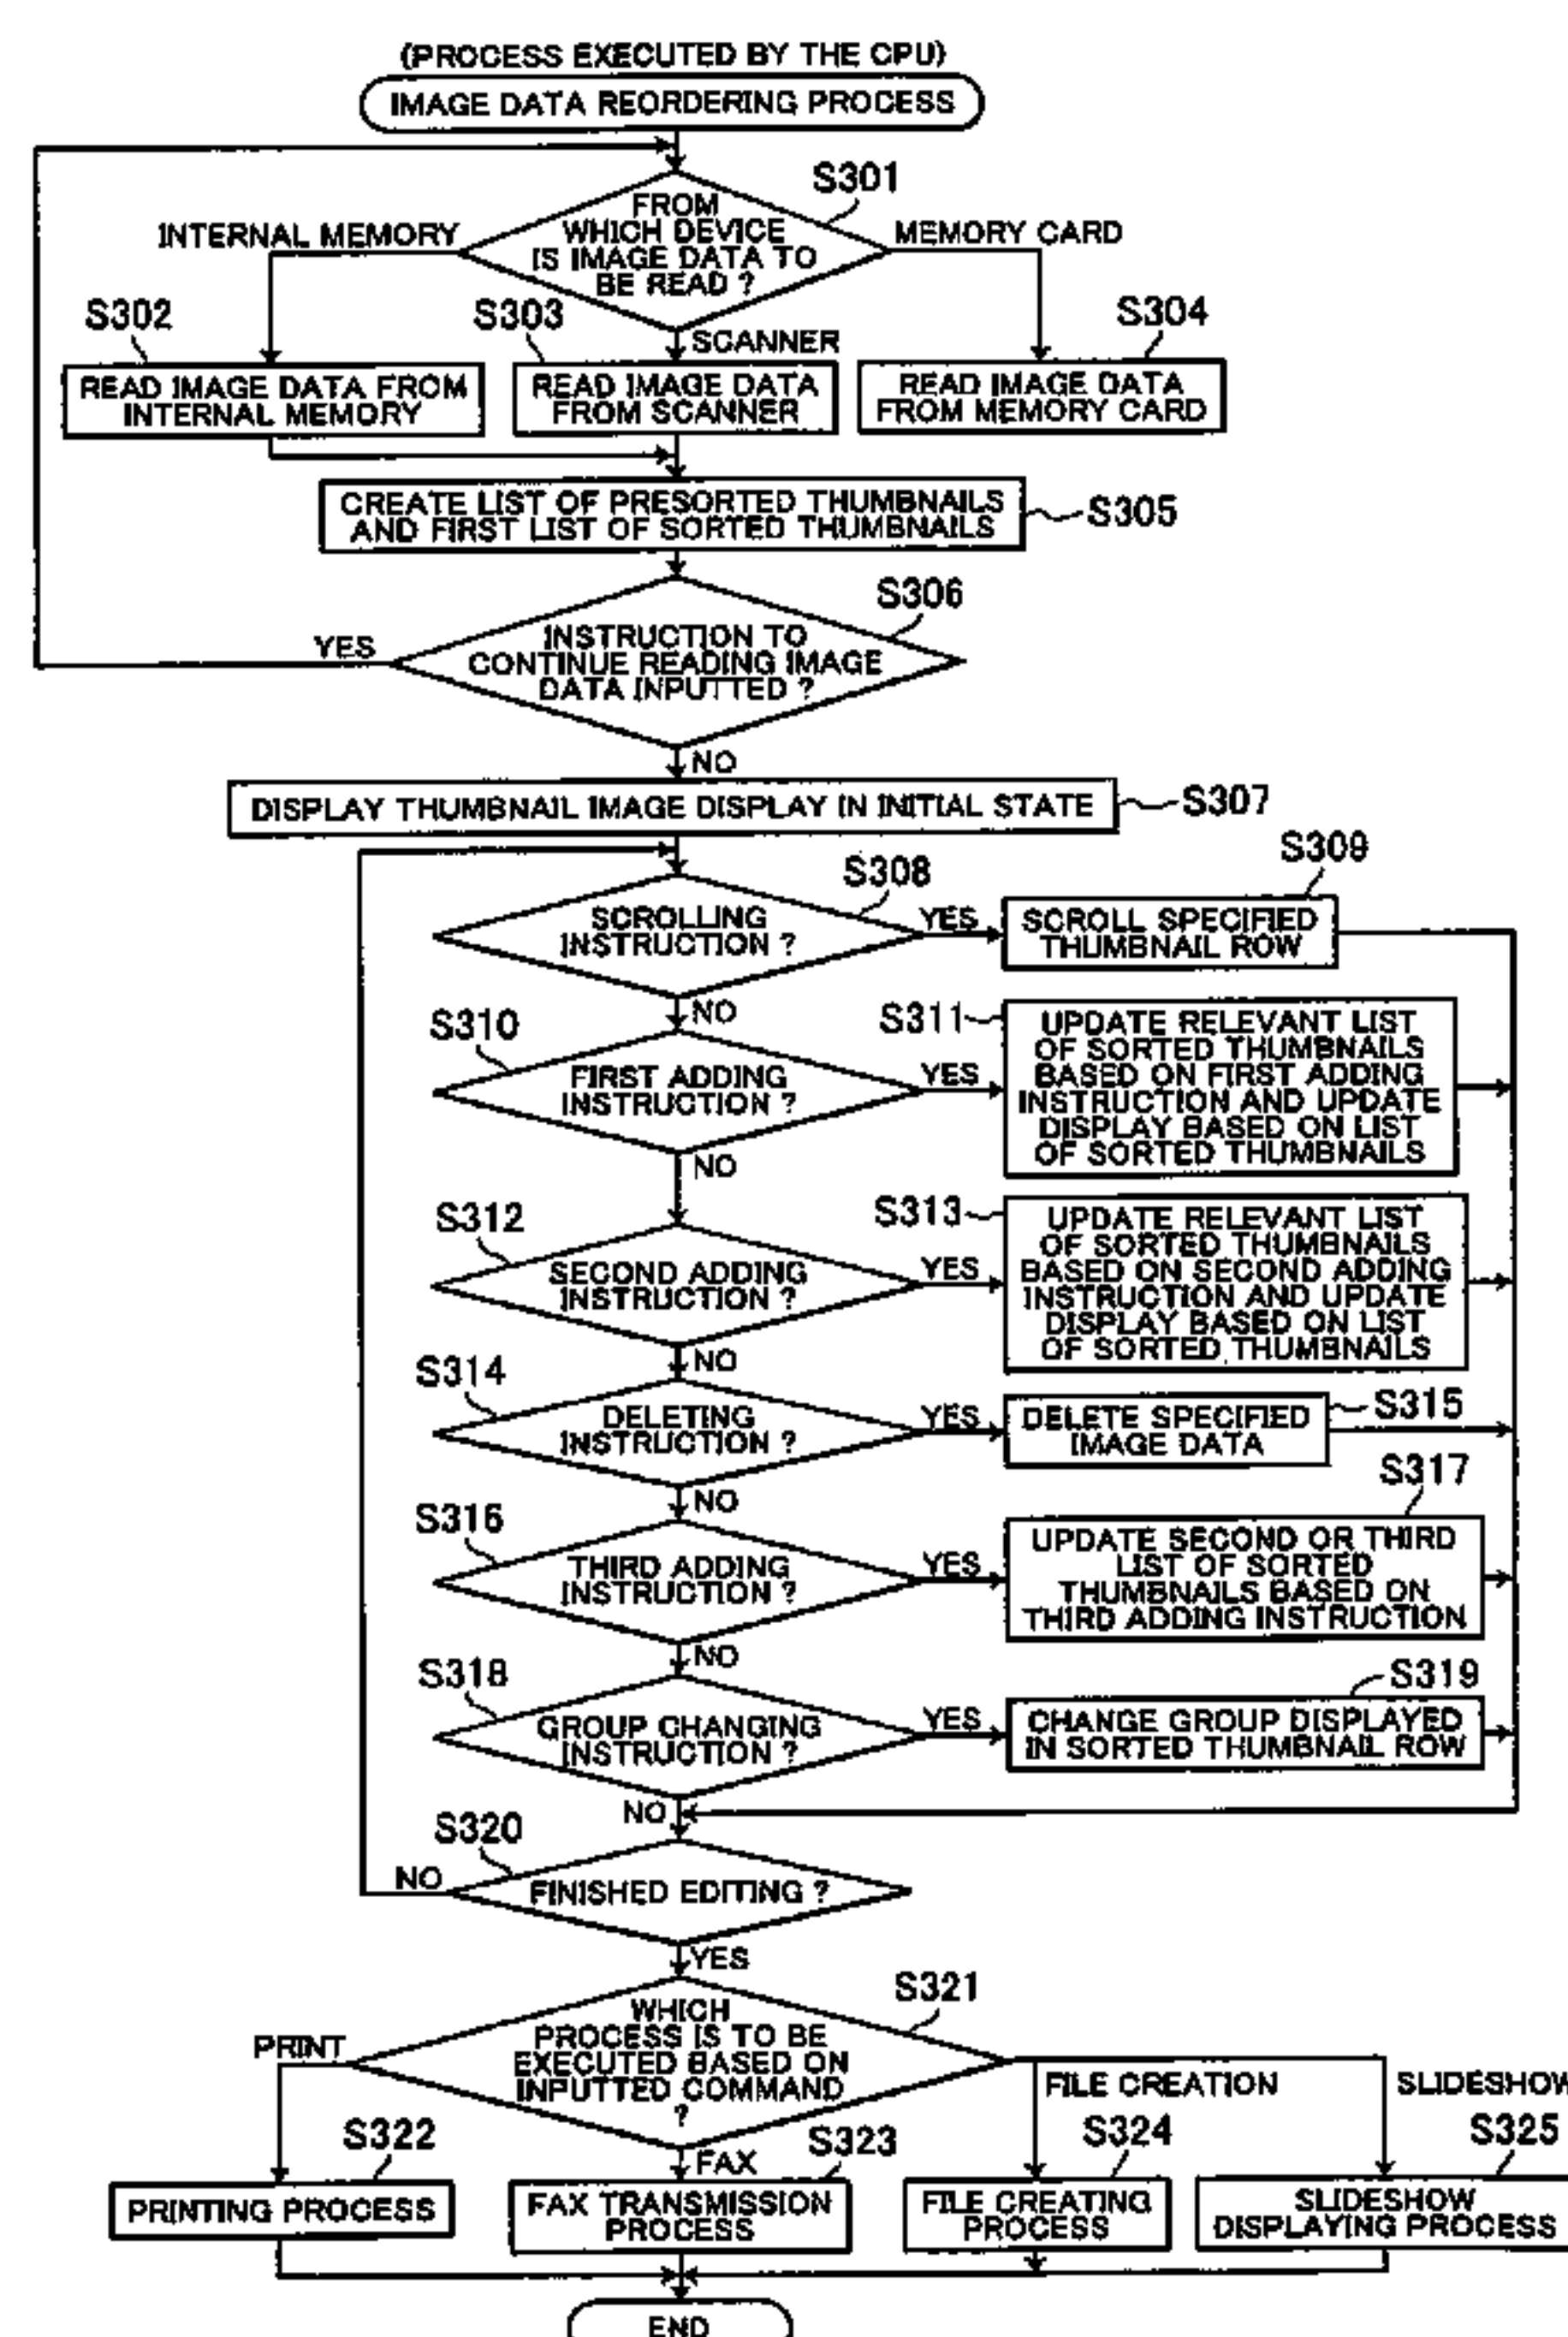 (PROCESS EXECUTED BY THE CPU)
IMAGE DATA REORDERING PROCESS
S301
FROM
WHICH DEVICE
IS IMAGE DATA TO
BE READ ?
INTERNAL MEMORY
MEMORY CARD
SCANNER
S302
READ IMAGE DATA FROM
INTERNAL MEMORY
S303
READ IMAGE DATA
FROM SCANNER
S304
READ IMAGE DATA
FROM MEMORY CARD
CREATE LIST OF PRESORTED THUMBNAILS
AND FIRST LIST OF SORTED THUMBNAILS
S305
S306
INSTRUCTION TO
CONTINUE READING IMAGE
DATA INPUTTED ?
YES
NO
DISPLAY THUMBNAIL IMAGE DISPLAY IN INITIAL STATE
S307
S308
SCROLLING
INSTRUCTION ?
YES
S309
SCROLL SPECIFIED
THUMBNAIL ROW
NO
S310
FIRST ADDING
INSTRUCTION ?
YES
S311
UPDATE RELEVANT LIST
OF SORTED THUMBNAILS
BASED ON FIRST ADDING
INSTRUCTION AND UPDATE
DISPLAY BASED ON LIST
OF SORTED THUMBNAILS
NO
S312
SECOND ADDING
INSTRUCTION ?
YES
S313
UPDATE RELEVANT LIST
OF SORTED THUMBNAILS
BASED ON SECOND ADDING
INSTRUCTION AND UPDATE
DISPLAY BASED ON LIST
OF SORTED THUMBNAILS
NO
S314
DELETING
INSTRUCTION ?
YES
DELETE SPECIFIED
IMAGE DATA
S315
NO
S316
THIRD ADDING
INSTRUCTION ?
YES
S317
UPDATE SECOND OR THIRD
LIST OF SORTED
THUMBNAILS BASED ON
THIRD ADDING INSTRUCTION
NO
S318
GROUP CHANGING
INSTRUCTION ?
YES
S319
CHANGE GROUP DISPLAYED
IN SORTED THUMBNAIL ROW
NO
S320
FINISHED EDITING ?
NO
YES
S321
WHICH
PROCESS IS TO BE
EXECUTED BASED ON
INPUTTED COMMAND
?
PRINT
FAX
FILE CREATION
SLIDESHOW
S322
PRINTING PROCESS
S323
FAX TRANSMISSION
PROCESS
S324
FILE CREATING
PROCESS
S325
SLIDESHOW
DISPLAYING PROCESS
END